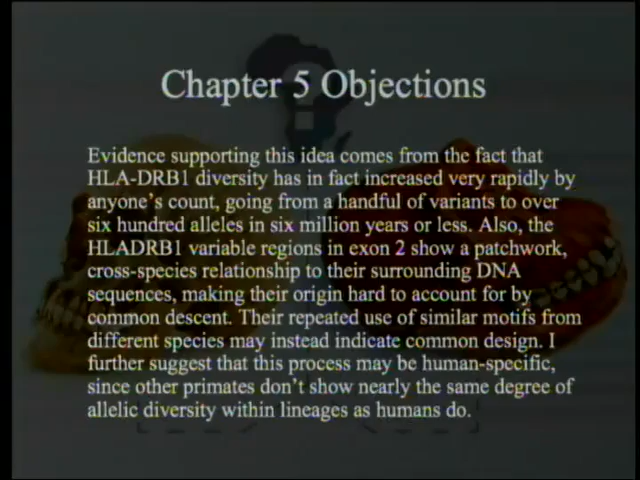 Chapter 5 Objections
Evidence supporting this idea comes from the fact that
HLA-DRB1 diversity has in fact increased very rapidly by
anyone's count, going from a handful of variants to over
six hundred alleles in six million years or less. Also, the
HLADRB1 variable regions in exon 2 show a patchwork,
cross-species relationship to their surrounding DNA
sequences, making their origin hard to account for by
common descent. Their repeated use of similar motifs from
different species may instead indicate common design. I
further suggest that this process may be human-specific,
since other primates don't show nearly the same degree of
allelic diversity within lineages as humans do.